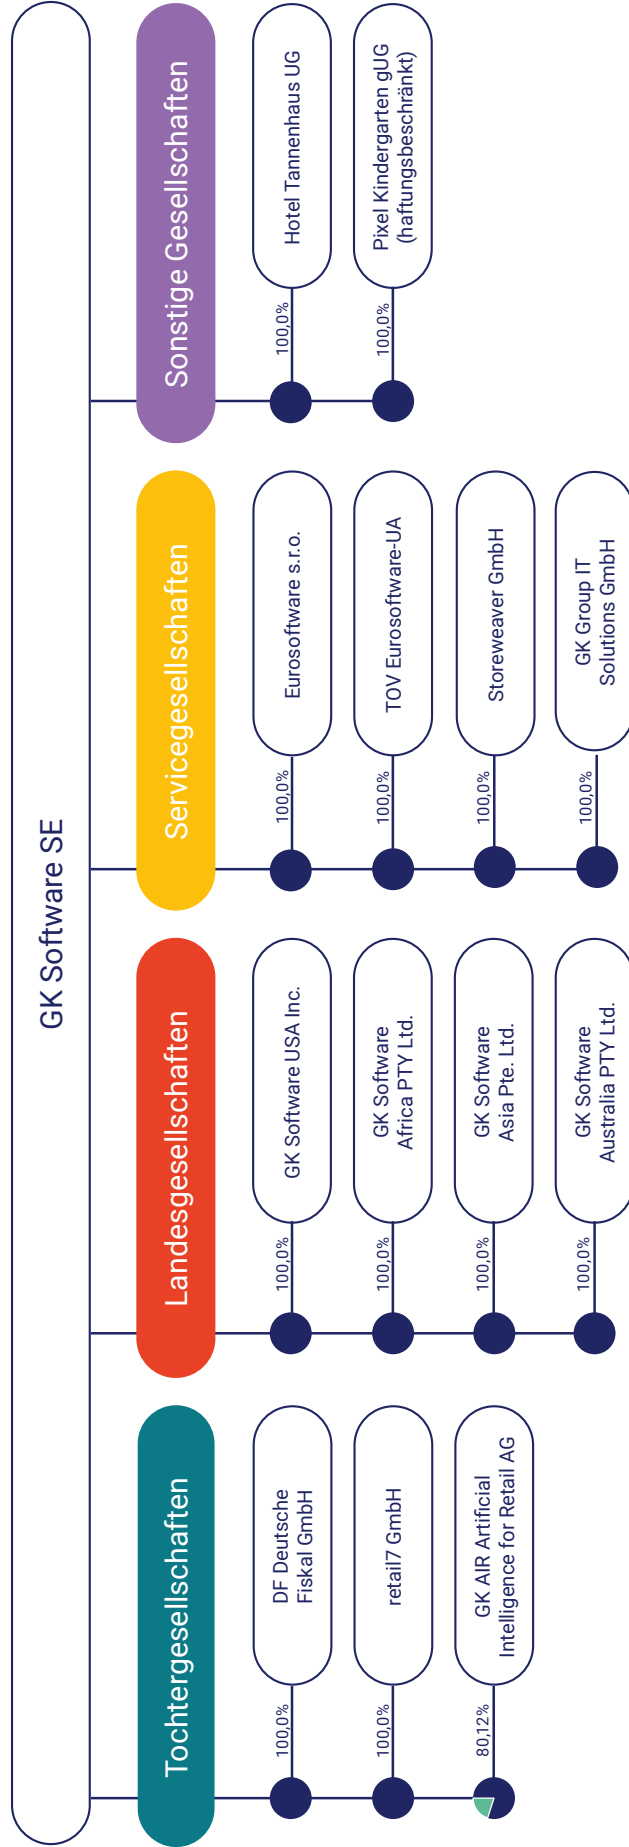 GK Software SE
Tochtergesellschaften
100,0%
DF Deutsche
Fiskal GmbH
100,0%
retail7 GmbH
80,12%
GK AIR Artificial
Intelligence for Retail AG
Landesgesellschaften
100,0%
GK Software USA Inc.
100,0%
GK Software
Africa PTY Ltd.
100,0%
GK Software
Asia Pte. Ltd.
100,0%
GK Software
Australia PTY Ltd.
Servicegesellschaften
100,0%
Eurosoftware s.r.o.
100,0%
TOV Eurosoftware-UA
100,0%
Storeweaver GmbH
100,0%
GK Group IT
Solutions GmbH
Sonstige Gesellschaften
100,0%
Hotel Tannenhaus UG
100,0%
Pixel Kindergarten gUG
(haftungsbeschränkt)